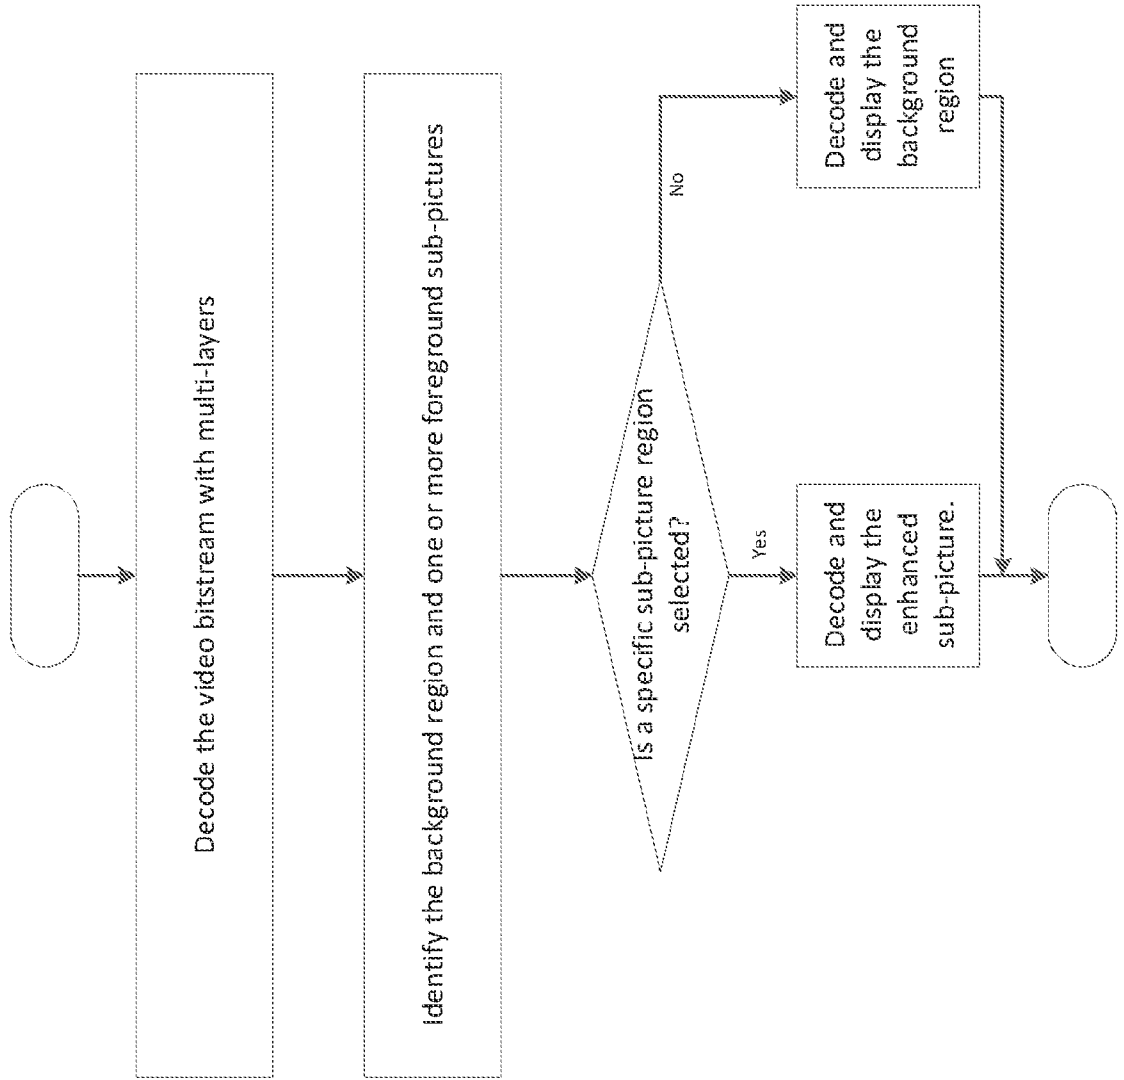 Decode the video bitstream with multi-layers
Identify the background region and one or more foreground sub-pictures
Is a specific sub-picture region
selected?
Yes
No
Decode and
display the
enhanced
sub-picture.
Decode and
display the
background
region